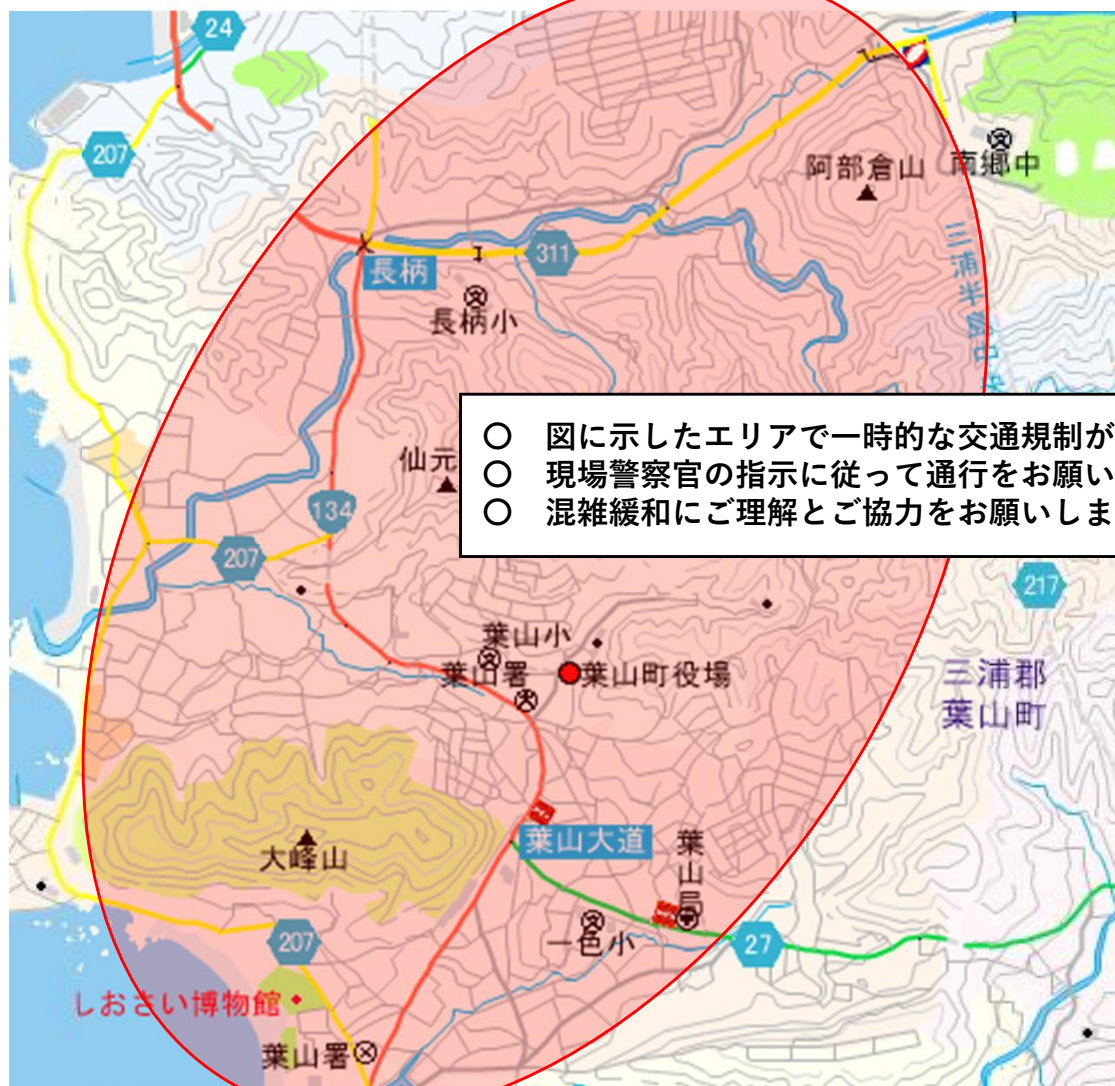 24
207
阿部倉山
南郷中
三浦半島中
311
長柄
長柄小
○ 図に示したエリアで一時的な交通規制が
○ 現場警察官の指示に従って通行をお願い
○ 混雑緩和にご理解とご協力をお願いしま
仙元
134
207
217
葉山小
葉山署
葉山町役場
三浦郡
葉山町
大峰山
葉山大道
葉山局
一色小
27
207
しおさい博物館
葉山署